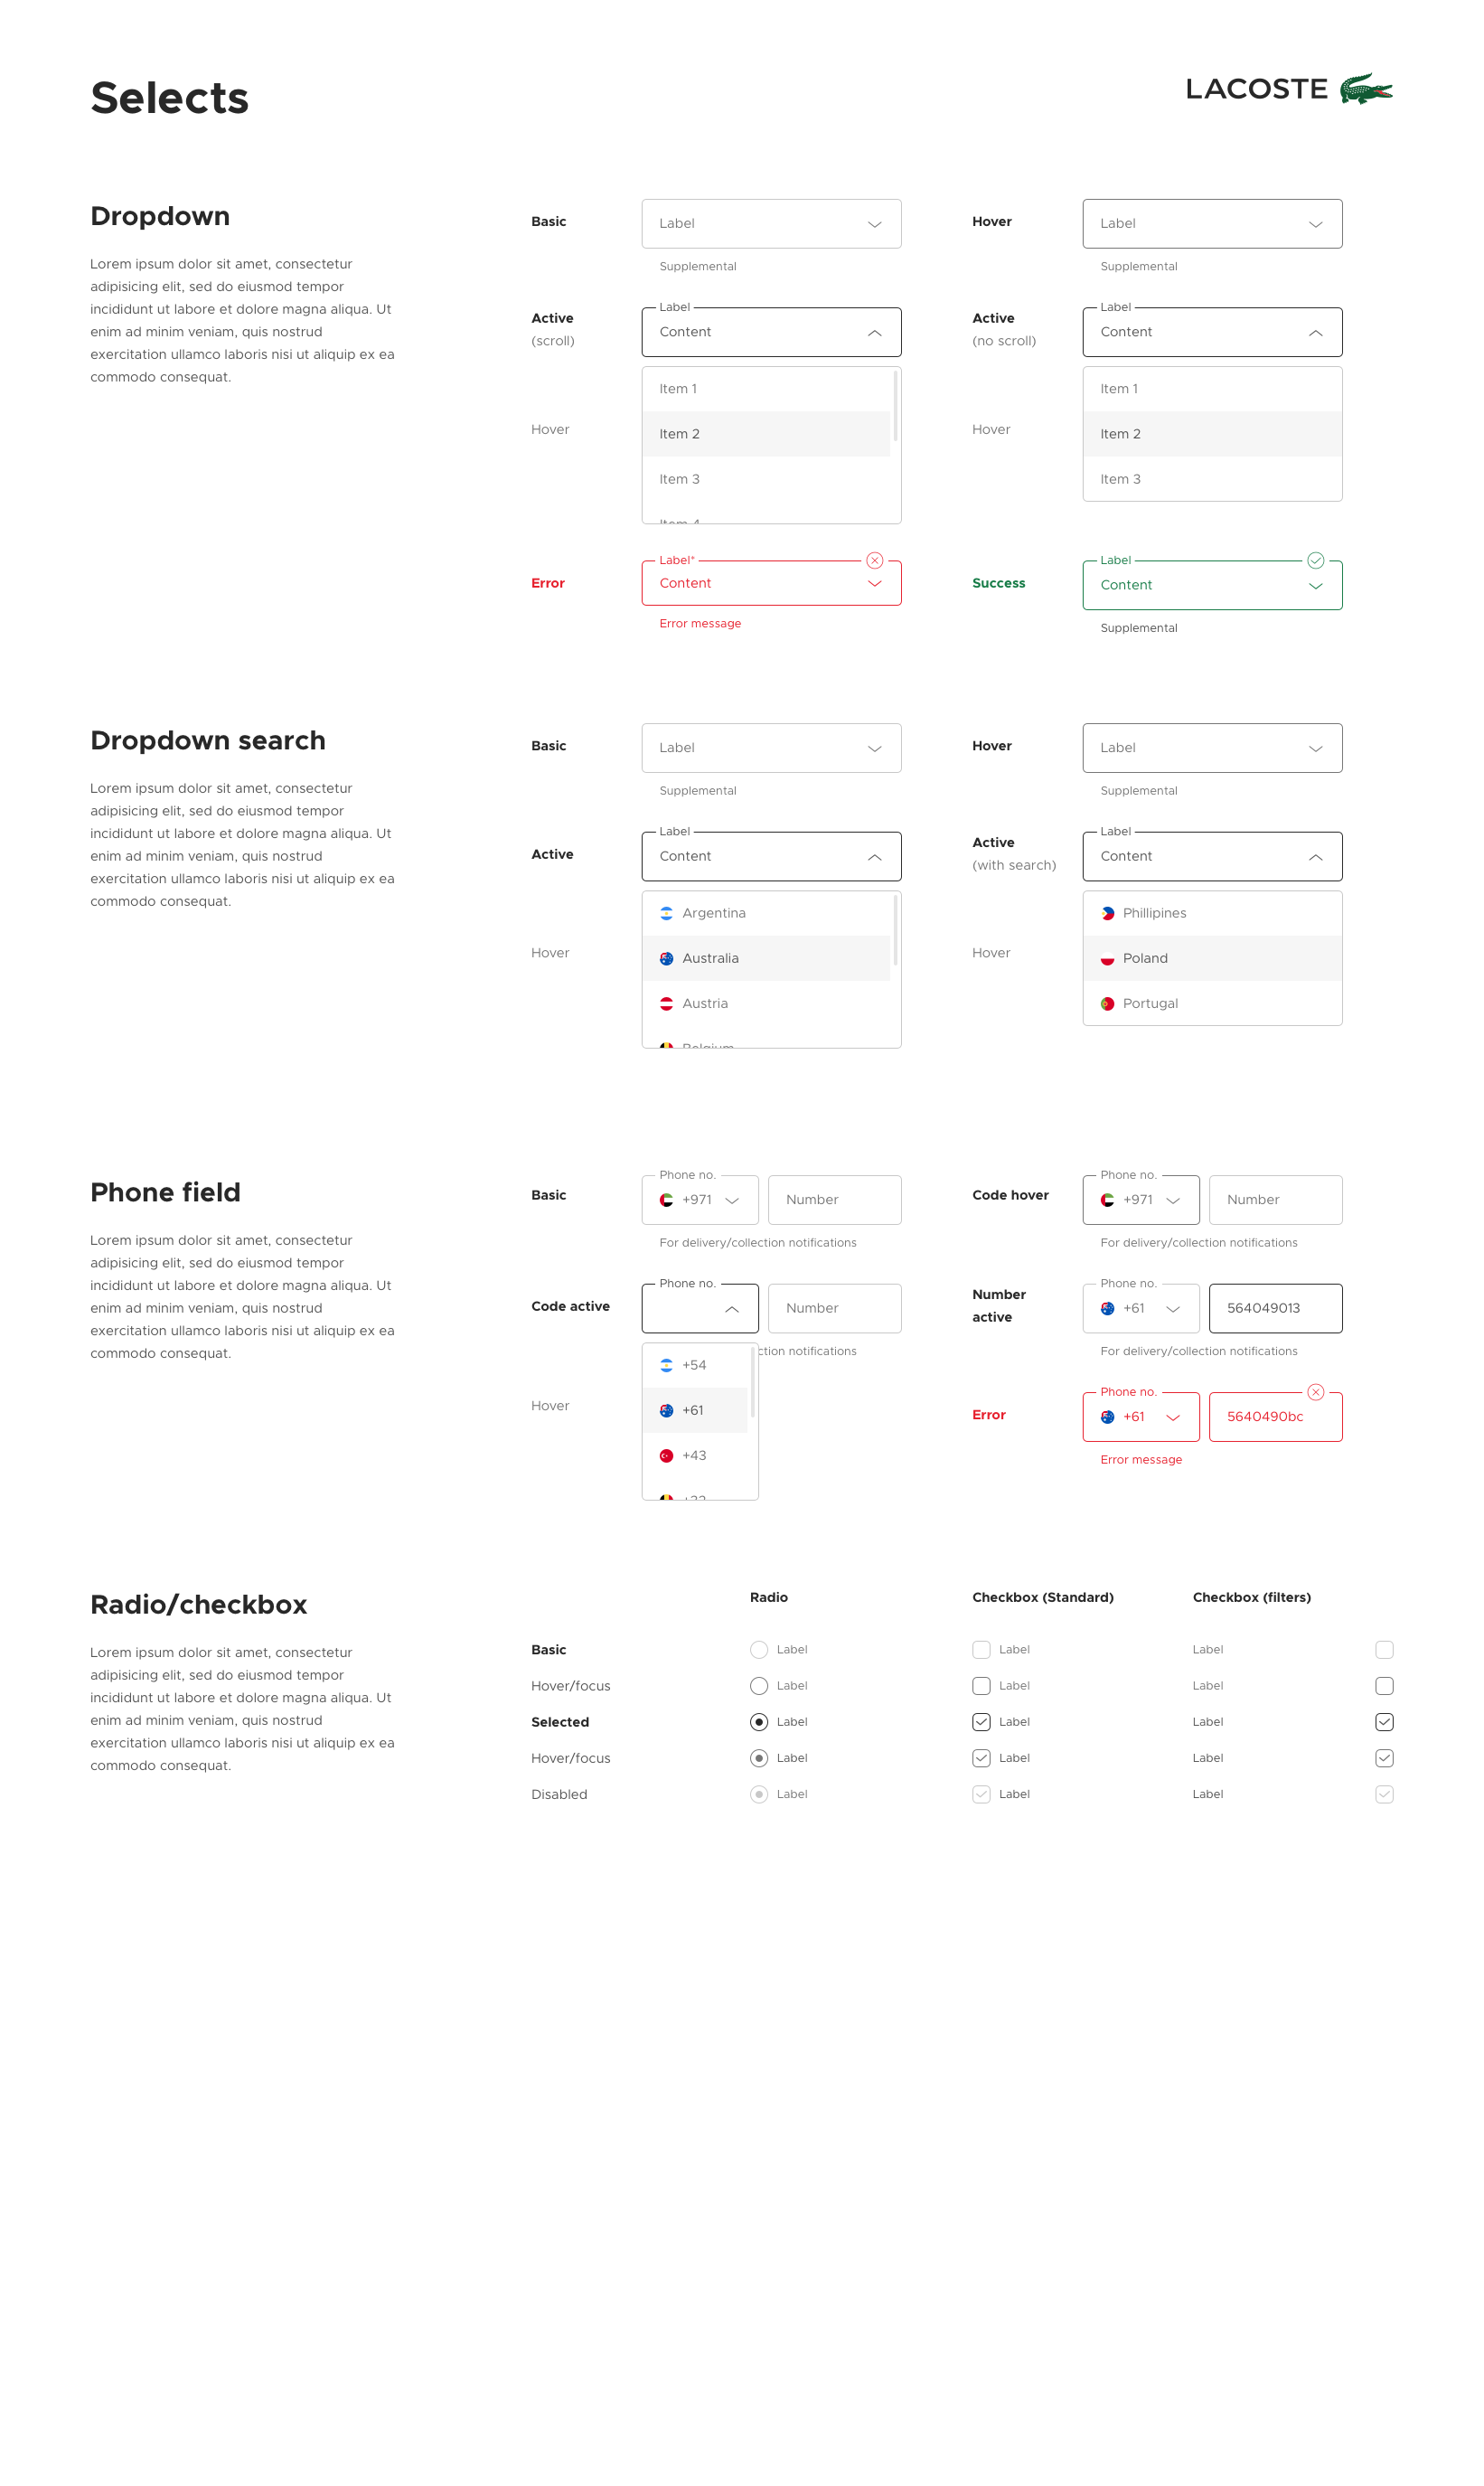 Selects
LACOSTE
Dropdown
Lorem ipsum dolor sit amet, consectetur
adipisicing elit, sed do eiusmod tempor
incididunt ut labore et dolore magna aliqua. Ut
enim ad minim veniam, quis nostrud
exercitation ullamco laboris nisi ut aliquip ex ea
commodo consequat.
Basic
Label
Supplemental
Hover
Label
Supplemental
Active
(scroll)
Label
Content
Hover
Item 1
Item 2
Item 3
Item 4
Active
(no scroll)
Label
Content
Hover
Item 1
Item 2
Item 3
Error
Label*
Content
Error message
Success
Label
Content
Supplemental
Dropdown search
Lorem ipsum dolor sit amet, consectetur
adipisicing elit, sed do eiusmod tempor
incididunt ut labore et dolore magna aliqua. Ut
enim ad minim veniam, quis nostrud
exercitation ullamco laboris nisi ut aliquip ex ea
commodo consequat.
Basic
Label
Supplemental
Hover
Label
Supplemental
Active
Label
Content
Hover
Argentina
Australia
Austria
Belgium
Active
(with search)
Label
Content
Hover
Phillipines
Poland
Portugal
Phone field
Lorem ipsum dolor sit amet, consectetur
adipisicing elit, sed do eiusmod tempor
incididunt ut labore et dolore magna aliqua. Ut
enim ad minim veniam, quis nostrud
exercitation ullamco laboris nisi ut aliquip ex ea
commodo consequat.
Basic
Phone no.
+971
Number
For delivery/collection notifications
Code hover
Phone no.
+971
Number
For delivery/collection notifications
Code active
Phone no.
Number
ction notifications
Hover
+54
+61
+43
+32
Number
active
Phone no.
+61
564049013
For delivery/collection notifications
Error
Phone no.
+61
5640490bc
Error message
Radio/checkbox
Lorem ipsum dolor sit amet, consectetur
adipisicing elit, sed do eiusmod tempor
incididunt ut labore et dolore magna aliqua. Ut
enim ad minim veniam, quis nostrud
exercitation ullamco laboris nisi ut aliquip ex ea
commodo consequat.
Radio Checkbox (Standard) Checkbox (filters)
Basic Label Label Label
Hover/focus Label Label Label
Selected Label Label Label
Hover/focus Label Label Label
Disabled Label Label Label